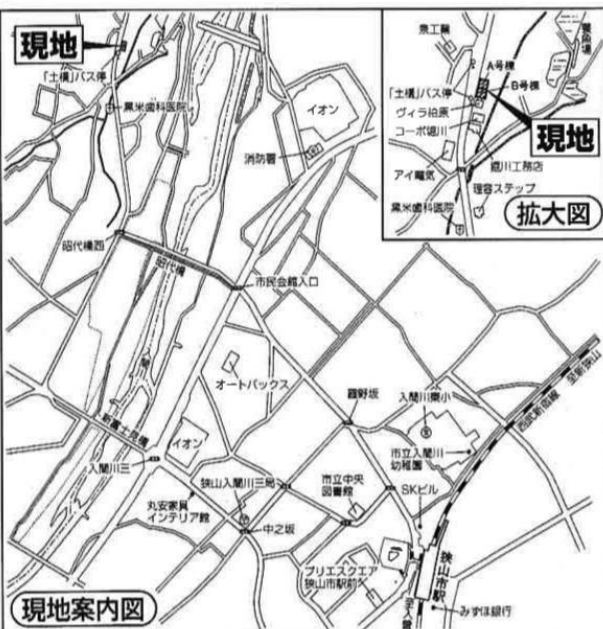 現地
「土橋」バス停
黒米歯科医院
イオン
消防署
昭代橋西
昭代橋
市民会館入口
オートバックス
霞野坂
入間川東小
西武新宿線
至新狭山
市立入間川
幼稚園
新富士見橋
イオン
入間川三
狭山入間川三局
市立中央
図書館
SKビル
丸安家具
インテリア館
中之坂
プリエスクエア
狭山市駅前
狭山市駅
みずほ銀行
現地案内図
A号棟
B号棟
「土橋」バス停
ヴィラ柏原
コーポ堀川
現地
アイ電気
堀川工務店
理容ステップ
黒米歯科医院
拡大図